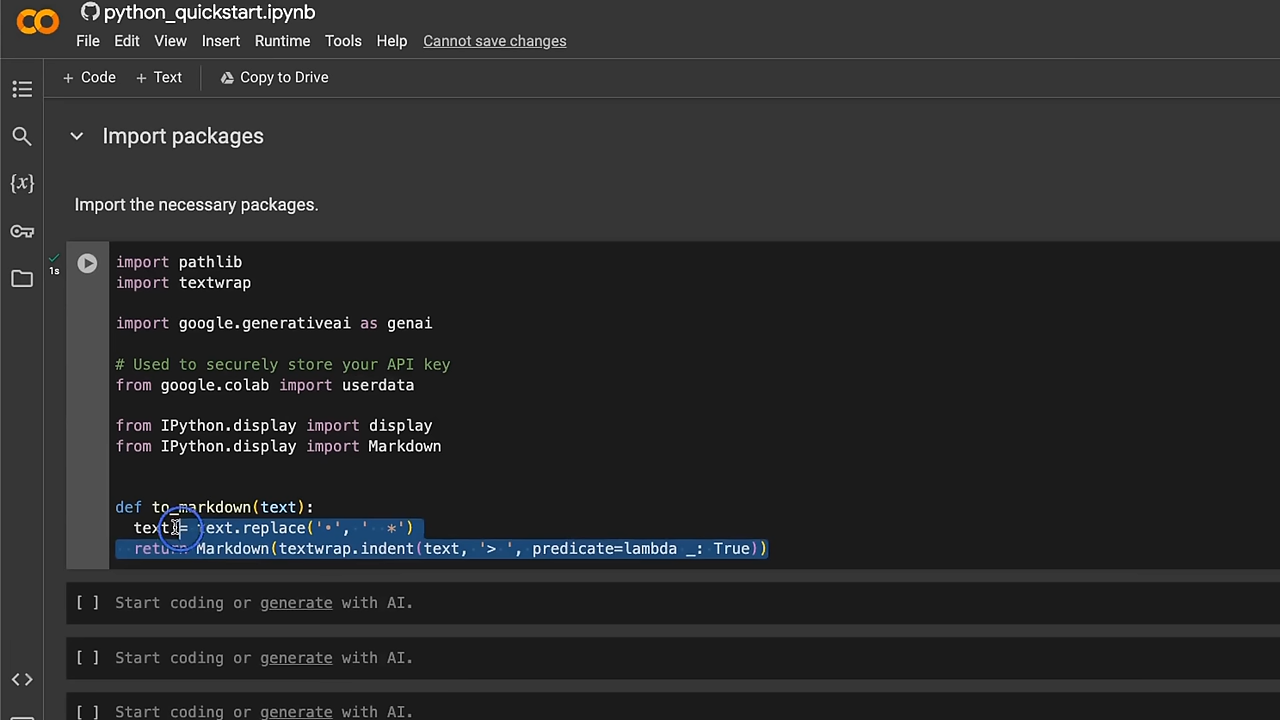 python_quickstart.ipynb
File Edit View Insert Runtime Tools Help Cannot save changes
+ Code + Text Copy to Drive
Import packages
Import the necessary packages.
1s
import pathlib
import textwrap
import google.generativeai as genai
# Used to securely store your API key
from google.colab import userdata
from IPython.display import display
from IPython.display import Markdown
def to_markdown(text):
text = text.replace('•', '  *')
return Markdown(textwrap.indent(text, '> ', predicate=lambda _: True))
[ ] Start coding or generate with AI.
[ ] Start coding or generate with AI.
[ ] Start coding or generate with AI.